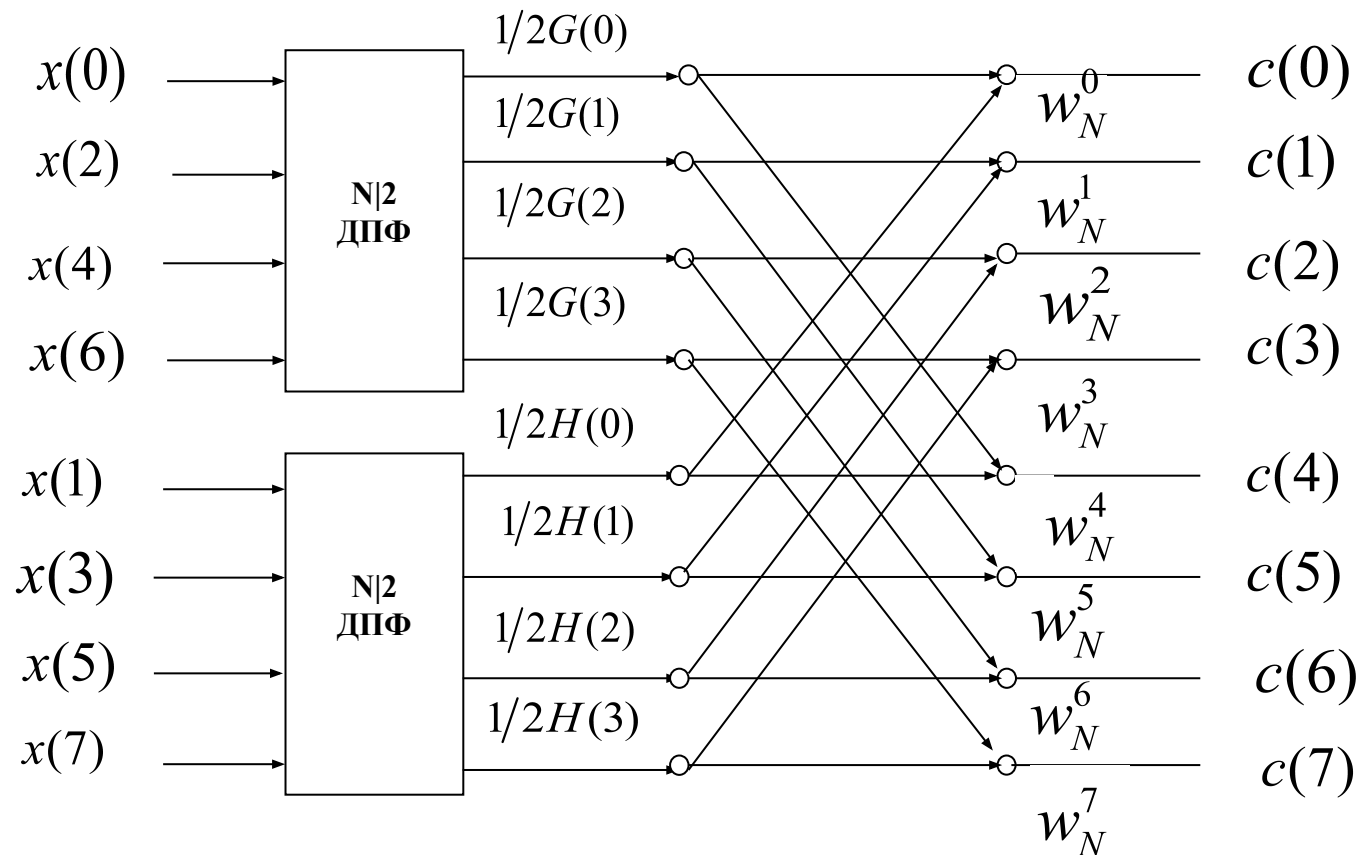 1/2G(0)
x(0)
c(0)
w_N^0
1/2G(1)
x(2)
c(1)
N|2
ДПФ
w_N^1
1/2G(2)
x(4)
c(2)
w_N^2
1/2G(3)
x(6)
c(3)
w_N^3
1/2H(0)
x(1)
c(4)
w_N^4
1/2H(1)
x(3)
c(5)
N|2
ДПФ
w_N^5
1/2H(2)
x(5)
c(6)
w_N^6
1/2H(3)
x(7)
c(7)
w_N^7